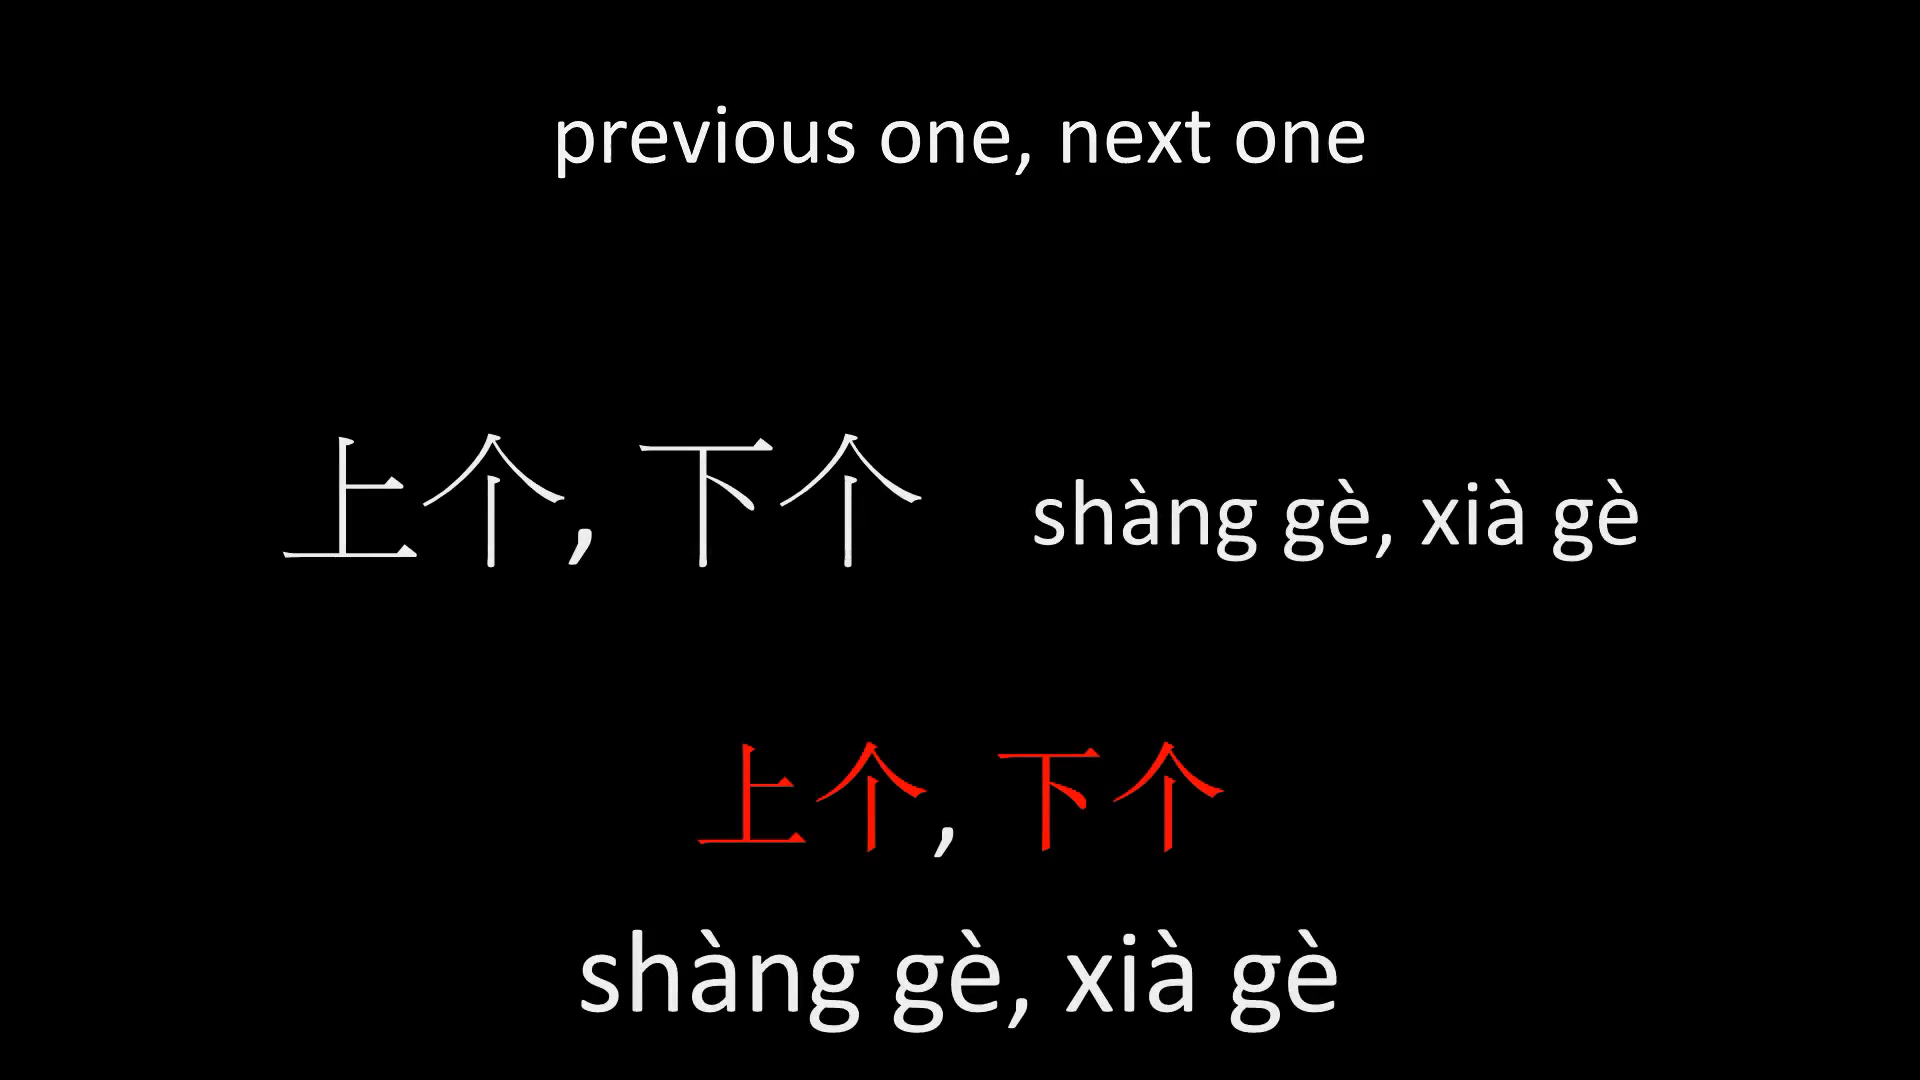 previous one, next one
上个, 下个 shàng gè, xià gè
上个, 下个
shàng gè, xià gè